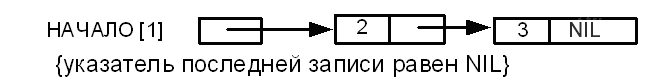 НАЧАЛО [1] 2 3 NIL
{указатель последней записи равен NIL}